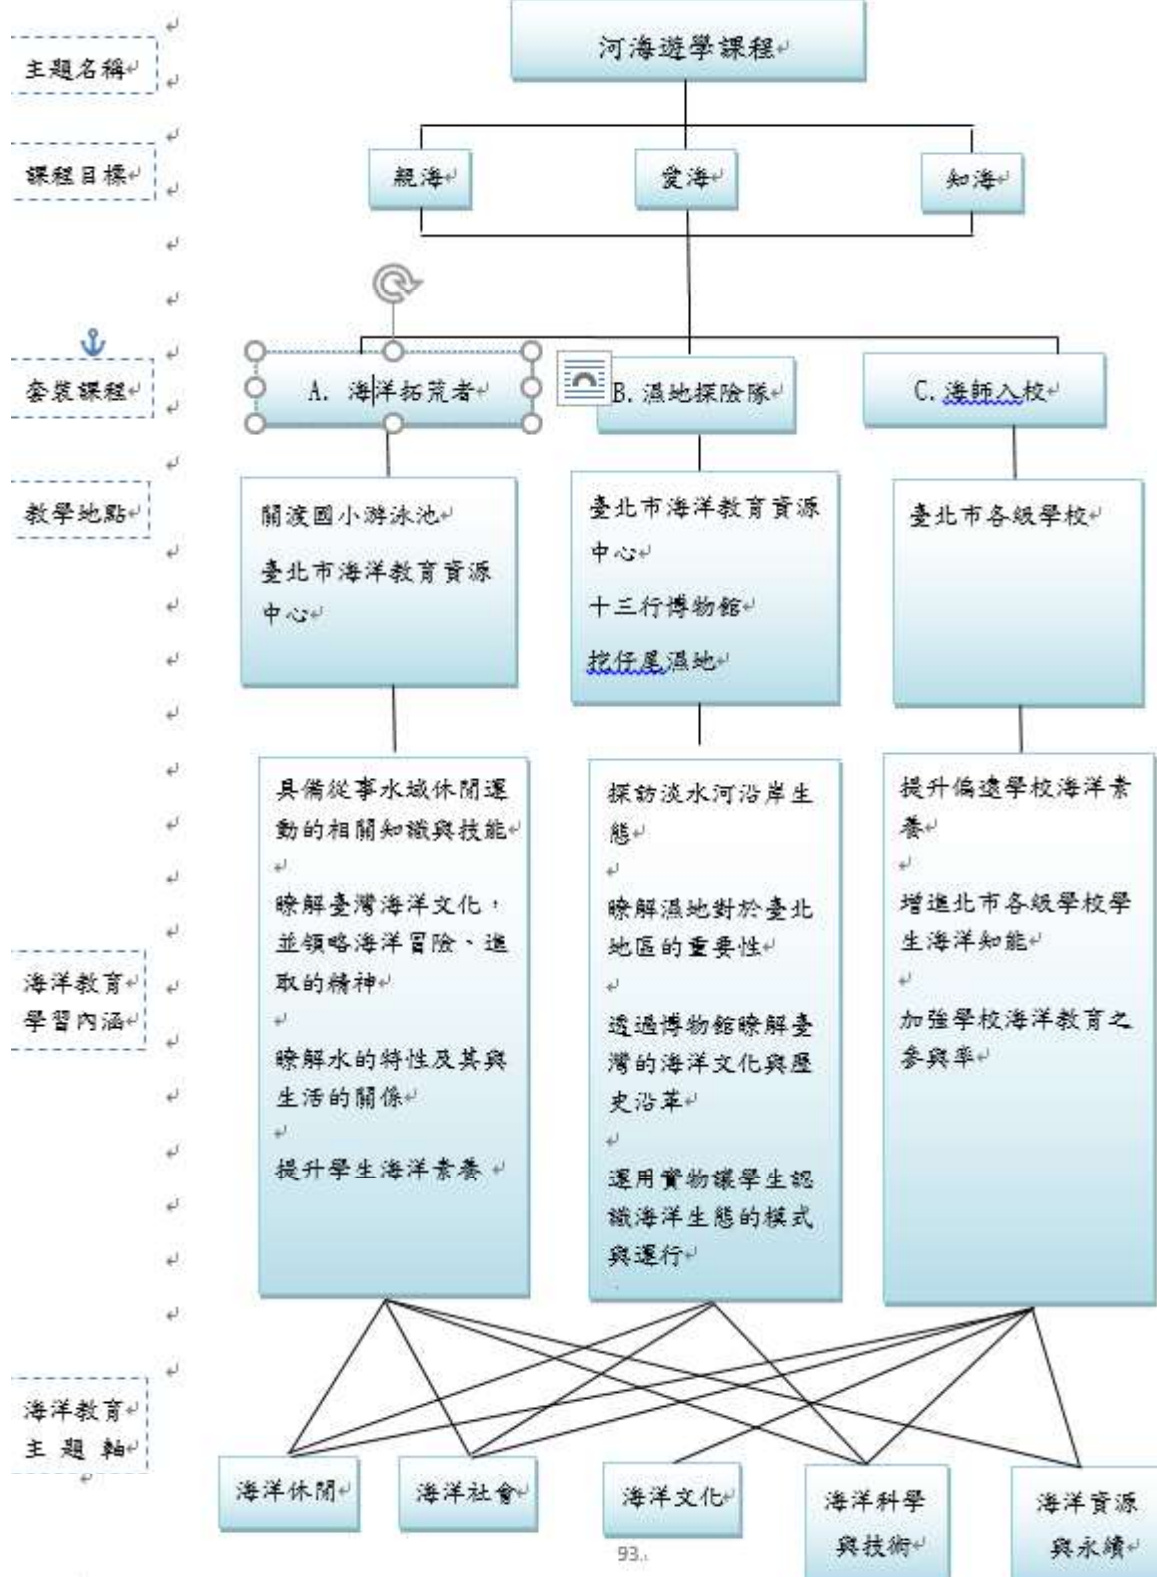 主題名稱
河海遊學課程
課程目標
親海
愛海
知海
套裝課程
A. 海洋拓荒者
B. 濕地探險隊
C. 海師入校
教學地點
關渡國小游泳池
臺北市海洋教育資源
中心
臺北市海洋教育資源
中心
十三行博物館
挖仔尾濕地
臺北市各級學校
海洋教育
學習內涵
具備從事水域休閒運
動的相關知識與技能
瞭解臺灣海洋文化，
並領略海洋冒險、進
取的精神
瞭解水的特性及其與
生活的關係
提升學生海洋素養
探訪淡水河沿岸生
態
瞭解濕地對於臺北
地區的重要性
透過博物館瞭解臺
灣的海洋文化與歷
史沿革
運用實物讓學生認
識海洋生態的模式
與運行
提升偏遠學校海洋素
養
增進北市各級學校學
生海洋知能
加強學校海洋教育之
參與率
海洋教育
主 題 軸
海洋休閒
海洋社會
海洋文化
海洋科學
與技術
海洋資源
與永續
93.